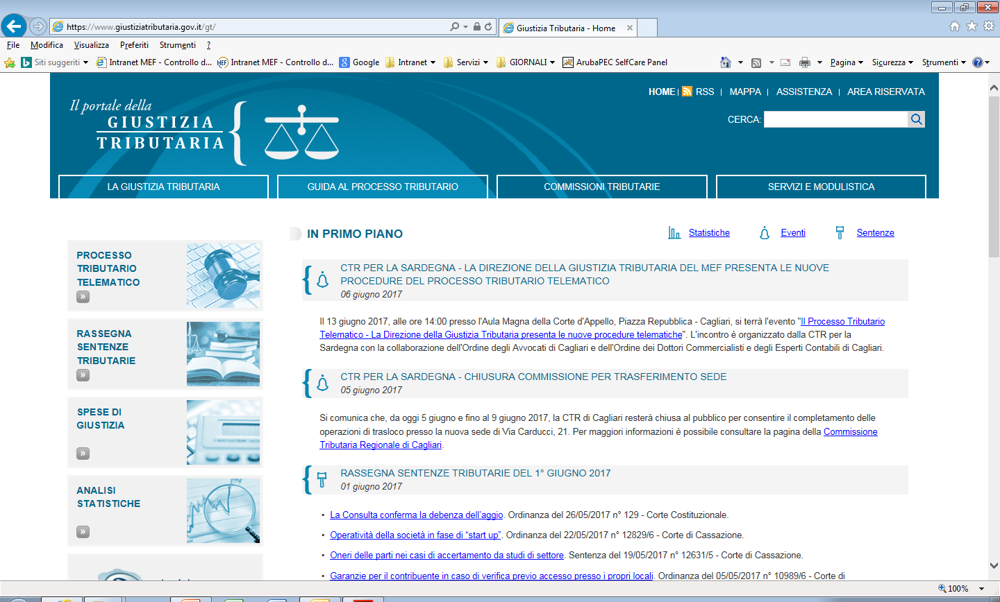 https://www.giustiziatributaria.gov.it/gt/
Giustizia Tributaria - Home
File Modifica Visualizza Preferiti Strumenti ?
Siti suggeriti Intranet MEF - Controllo d... Intranet MEF - Controllo d... Google Intranet Servizi GIORNALI ArubaPEC SelfCare Panel Pagina Sicurezza Strumenti
HOME | RSS | MAPPA | ASSISTENZA | AREA RISERVATA
Il portale della
GIUSTIZIA
TRIBUTARIA
CERCA:
LA GIUSTIZIA TRIBUTARIA GUIDA AL PROCESSO TRIBUTARIO COMMISSIONI TRIBUTARIE SERVIZI E MODULISTICA
PROCESSO
TRIBUTARIO
TELEMATICO
RASSEGNA
SENTENZE
TRIBUTARIE
SPESE DI
GIUSTIZIA
ANALISI
STATISTICHE
IN PRIMO PIANO
Statistiche Eventi Sentenze
CTR PER LA SARDEGNA - LA DIREZIONE DELLA GIUSTIZIA TRIBUTARIA DEL MEF PRESENTA LE NUOVE
PROCEDURE DEL PROCESSO TRIBUTARIO TELEMATICO
06 giugno 2017
Il 13 giugno 2017, alle ore 14:00 presso l'Aula Magna della Corte d'Appello, Piazza Repubblica - Cagliari, si terrà l'evento "Il Processo Tributario
Telematico - La Direzione della Giustizia Tributaria presenta le nuove procedure telematiche". L'incontro è organizzato dalla CTR per la
Sardegna con la collaborazione dell'Ordine degli Avvocati di Cagliari e dell'Ordine dei Dottori Commercialisti e degli Esperti Contabili di Cagliari.
CTR PER LA SARDEGNA - CHIUSURA COMMISSIONE PER TRASFERIMENTO SEDE
05 giugno 2017
Si comunica che, da oggi 5 giugno e fino al 9 giugno 2017, la CTR di Cagliari resterà chiusa al pubblico per consentire il completamento delle
operazioni di trasloco presso la nuova sede di Via Carducci, 21. Per maggiori informazioni è possibile consultare la pagina della Commissione
Tributaria Regionale di Cagliari.
RASSEGNA SENTENZE TRIBUTARIE DEL 1° GIUGNO 2017
01 giugno 2017
• La Consulta conferma la debenza dell'aggio. Ordinanza del 26/05/2017 n° 129 - Corte Costituzionale.
• Operatività della società in fase di “start up”. Ordinanza del 22/05/2017 n° 12829/6 - Corte di Cassazione.
• Oneri delle parti nei casi di accertamento da studi di settore. Sentenza del 19/05/2017 n° 12631/5 - Corte di Cassazione.
• Garanzie per il contribuente in caso di verifica previo accesso presso i propri locali. Ordinanza del 05/05/2017 n° 10989/6 - Corte di
100%